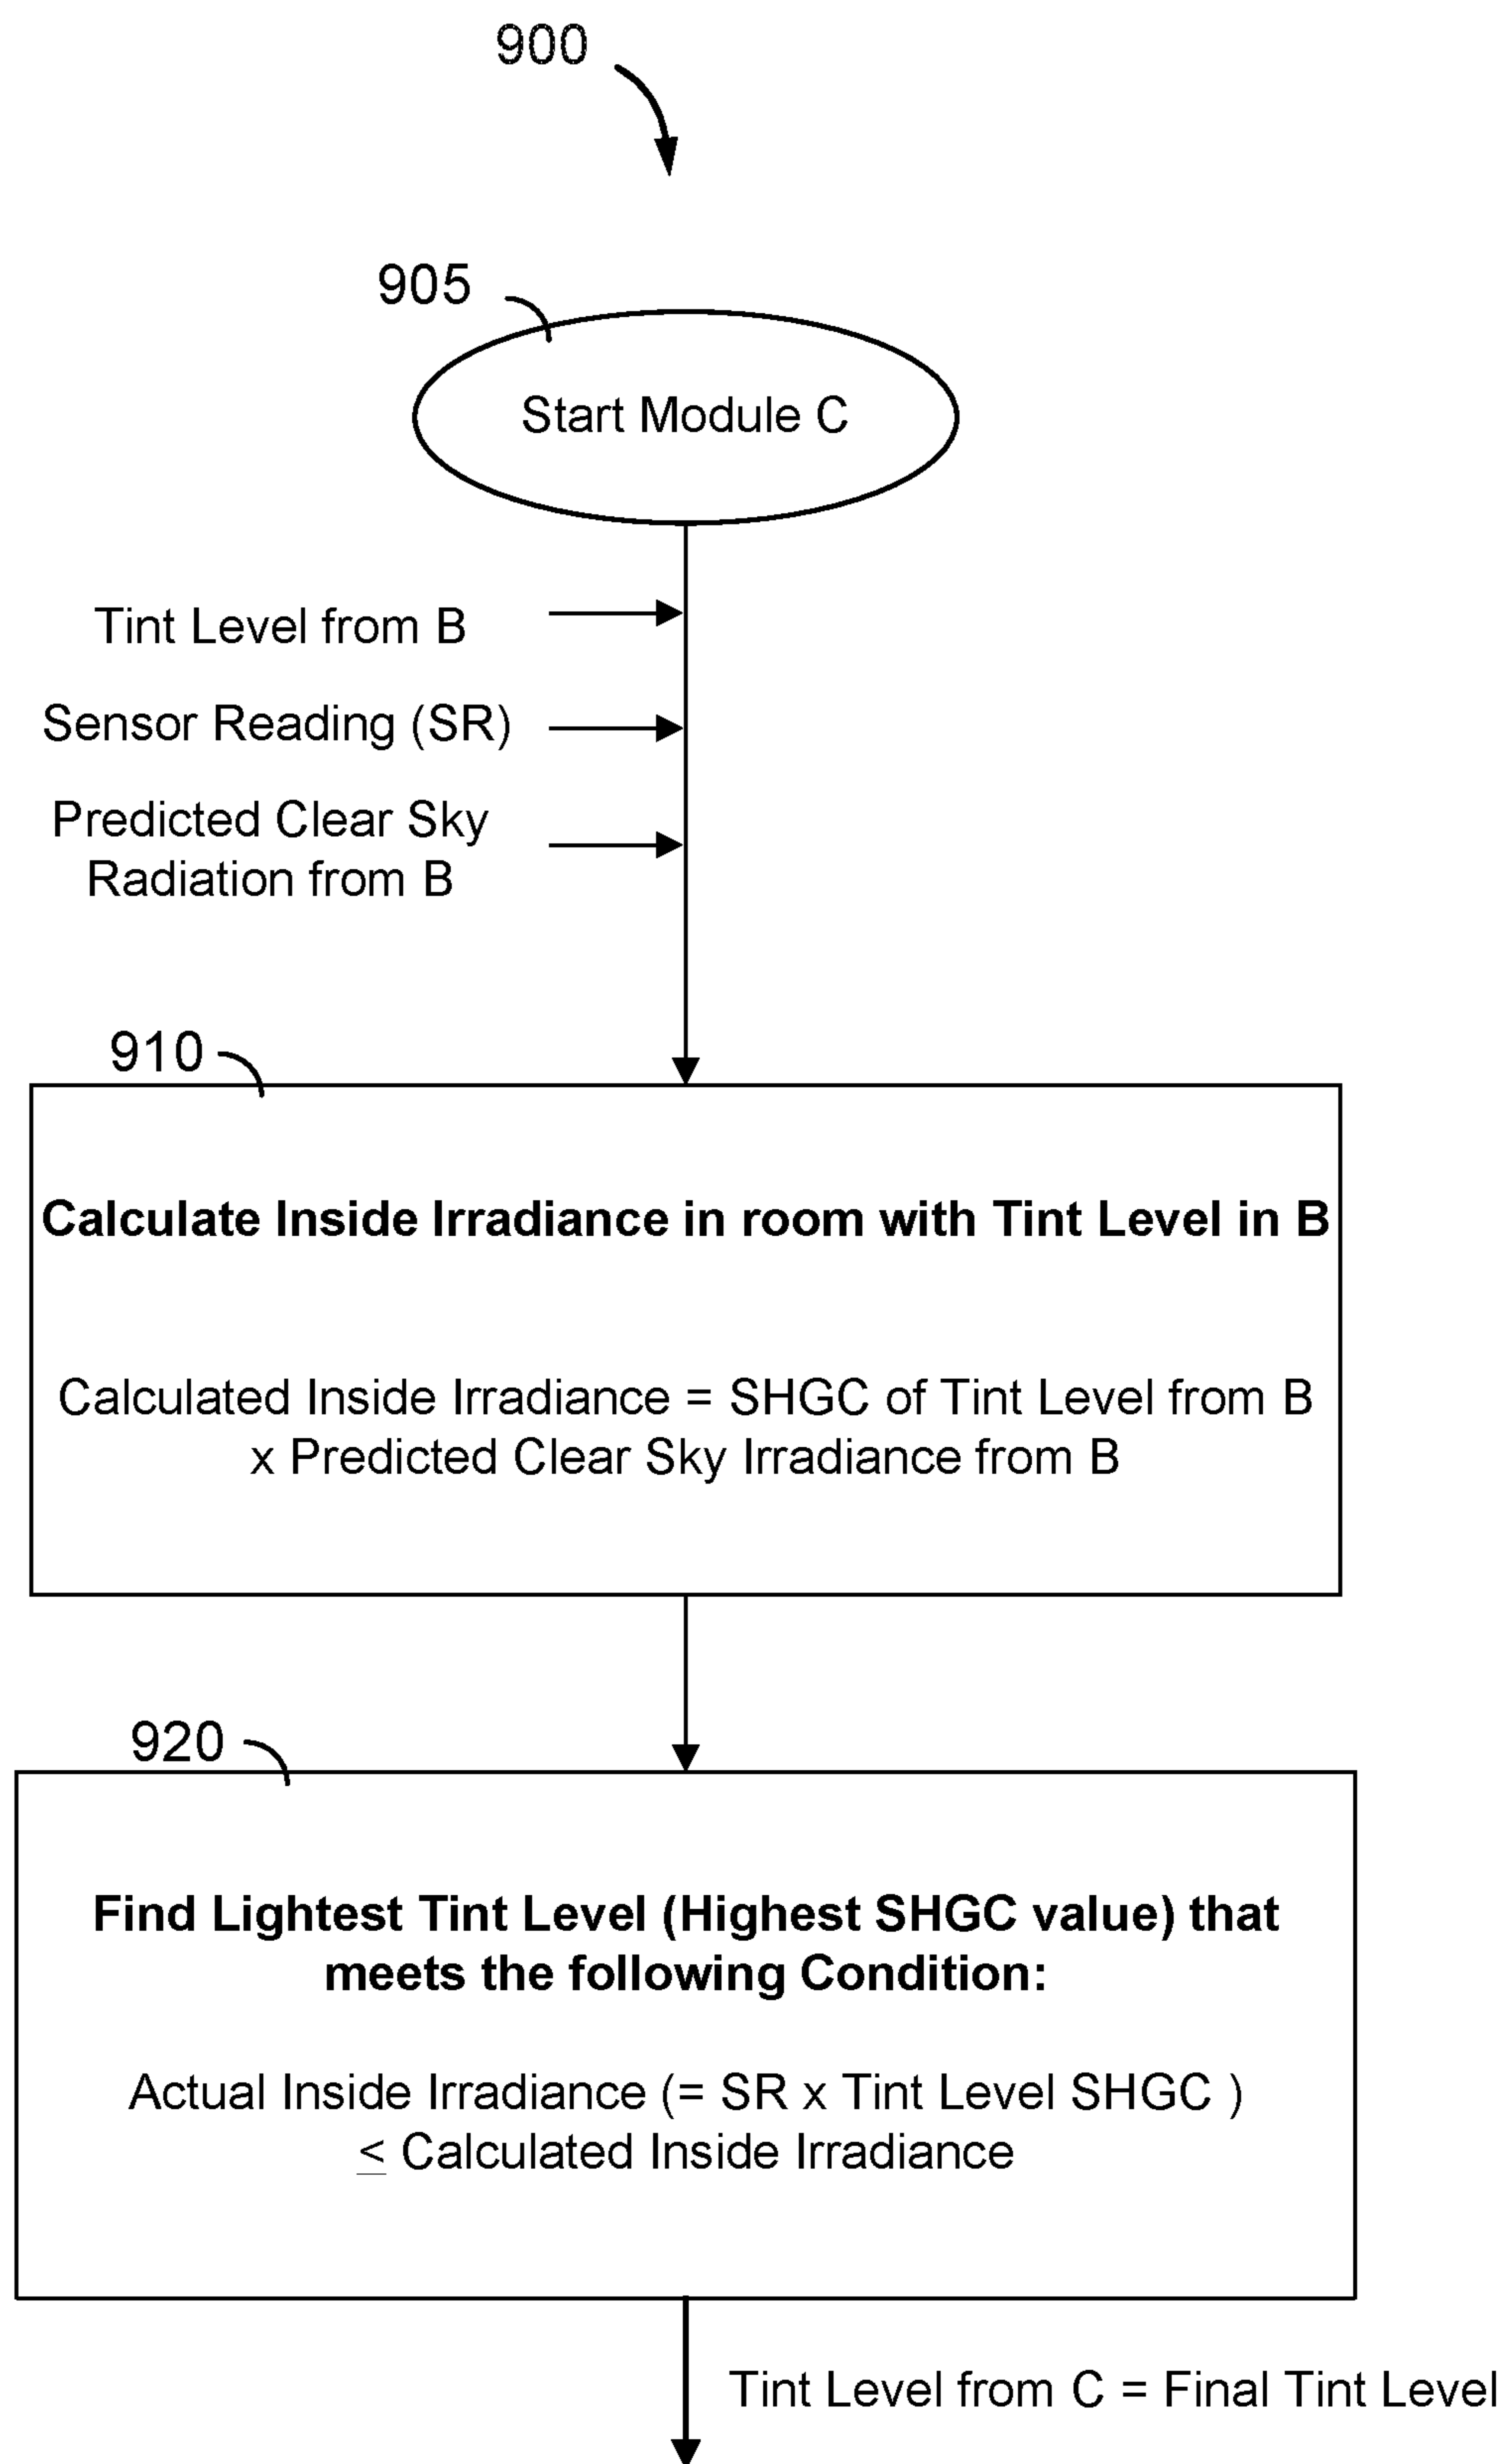 900
905
Start Module C
Tint Level from B
Sensor Reading (SR)
Predicted Clear Sky
Radiation from B
910
Calculate Inside Irradiance in room with Tint Level in B
Calculated Inside Irradiance = SHGC of Tint Level from B
x Predicted Clear Sky Irradiance from B
920
Find Lightest Tint Level (Highest SHGC value) that
meets the following Condition:
Actual Inside Irradiance (= SR x Tint Level SHGC )
≤ Calculated Inside Irradiance
Tint Level from C = Final Tint Level